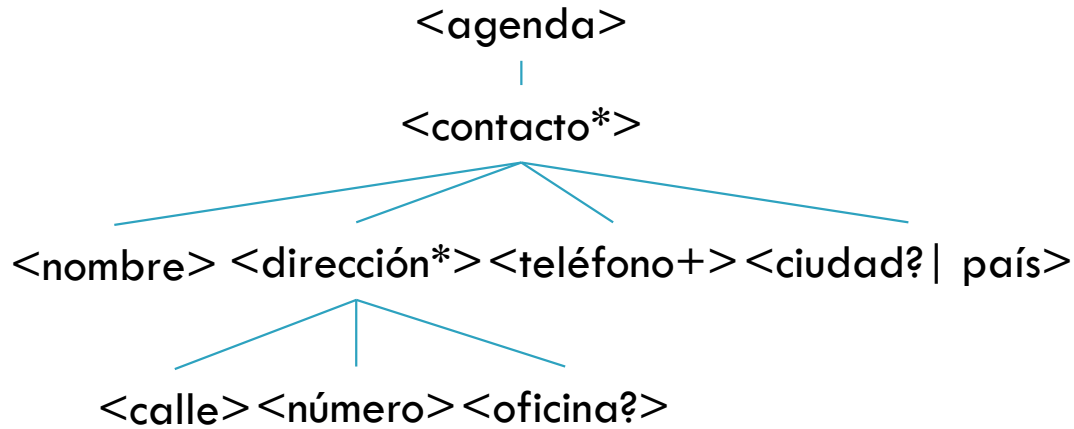 <agenda>
<contacto*>
<nombre> <dirección*> <teléfono+> <ciudad?| país>
<calle> <número> <oficina?>